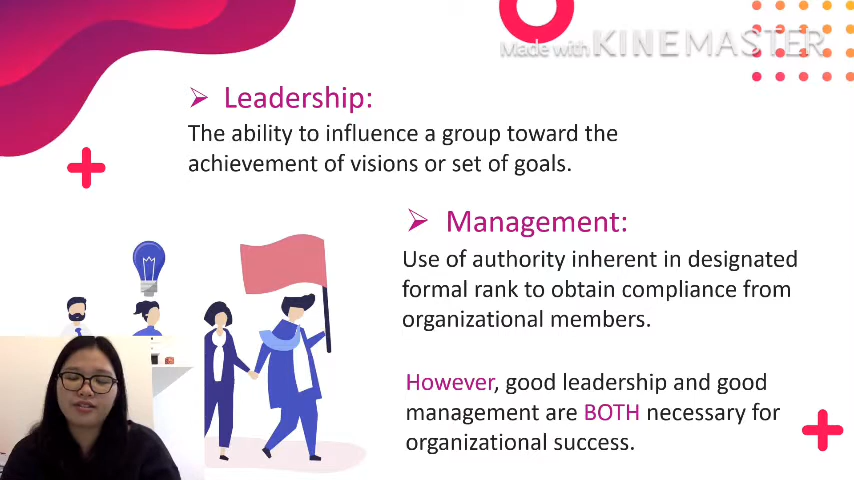 Made with KINEMASTER
Leadership:
The ability to influence a group toward the
achievement of visions or set of goals.
Management:
Use of authority inherent in designated
formal rank to obtain compliance from
organizational members.
However, good leadership and good
management are BOTH necessary for
organizational success.